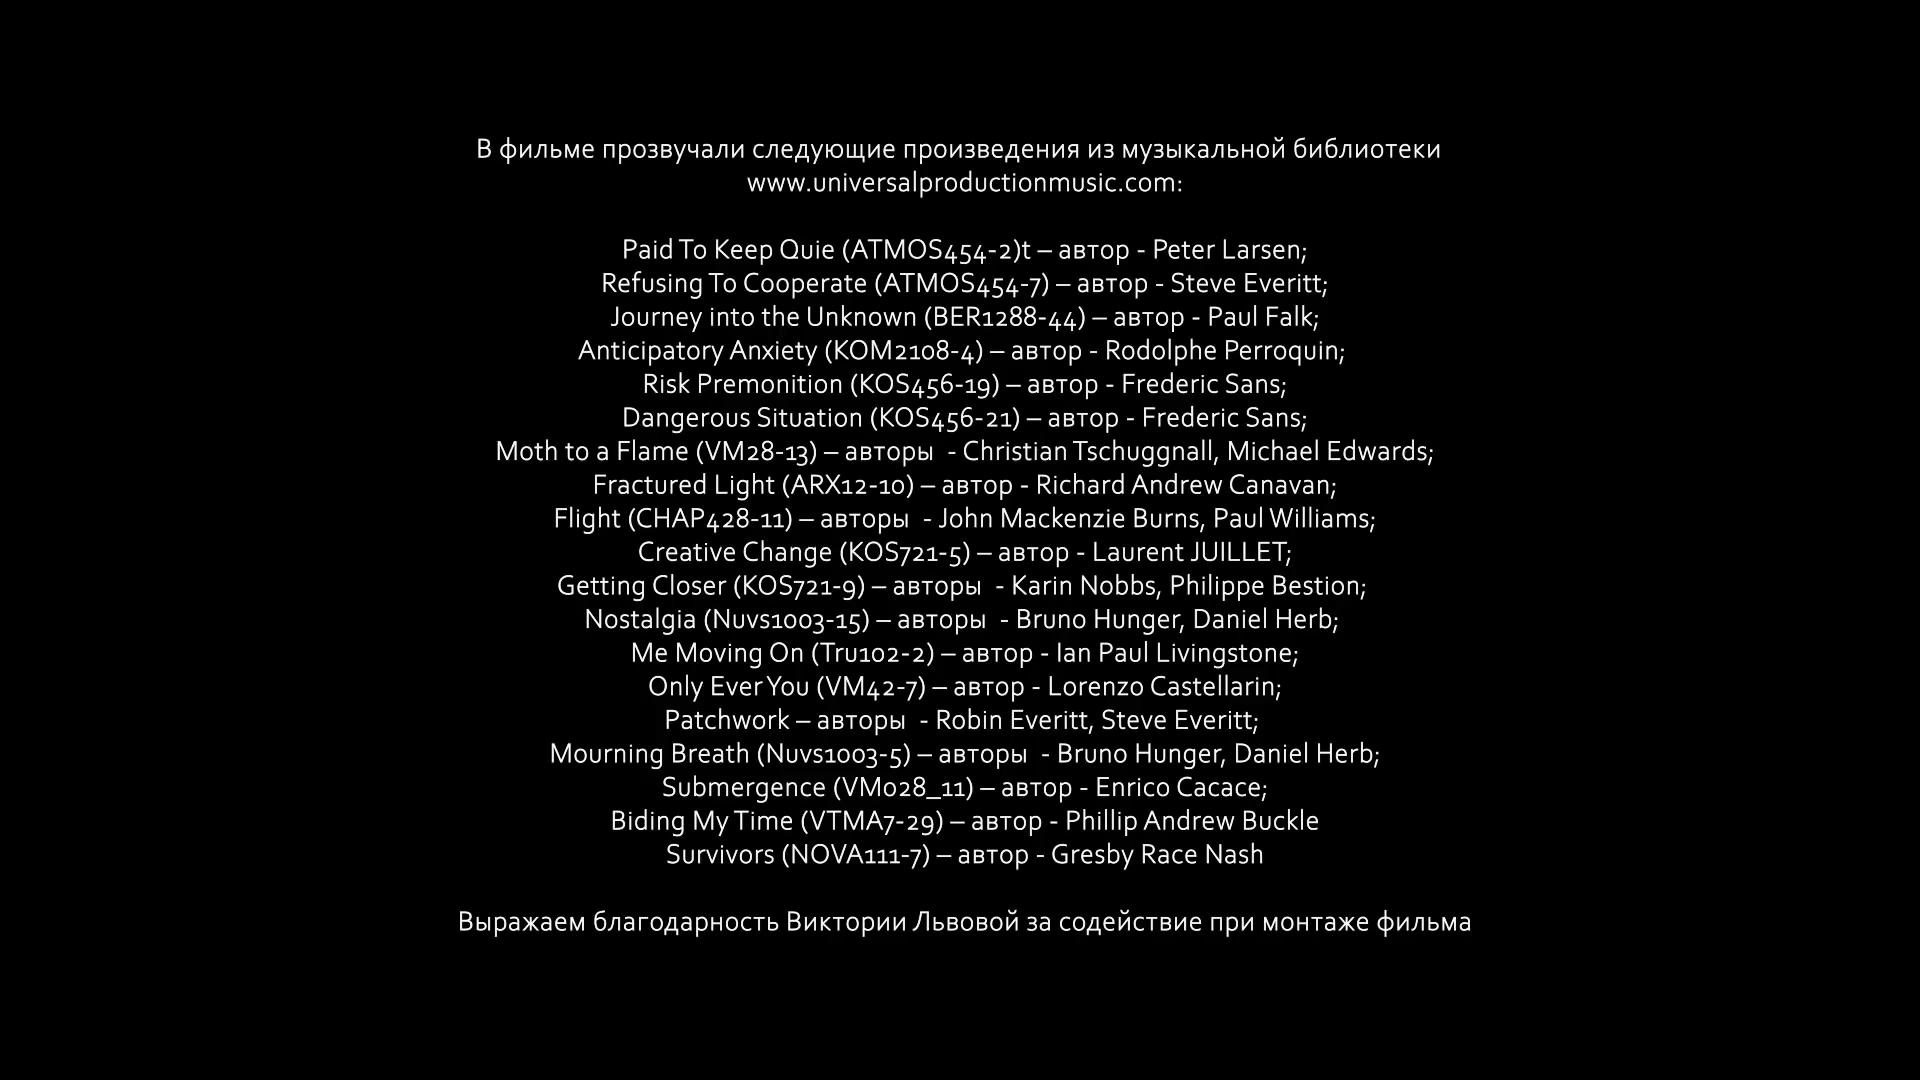 В фильме прозвучали следующие произведения из музыкальной библиотеки
www.universalproductionmusic.com:
Paid To Keep Quie (ATMOS454-2)t – автор - Peter Larsen;
Refusing To Cooperate (ATMOS454-7) – автор - Steve Everitt;
Journey into the Unknown (BER1288-44) – автор - Paul Falk;
Anticipatory Anxiety (KOM2108-4) – автор - Rodolphe Perroquin;
Risk Premonition (KOS456-19) – автор - Frederic Sans;
Dangerous Situation (KOS456-21) – автор - Frederic Sans;
Moth to a Flame (VM28-13) – авторы  - Christian Tschuggnall, Michael Edwards;
Fractured Light (ARX12-10) – автор - Richard Andrew Canavan;
Flight (CHAP428-11) – авторы  - John Mackenzie Burns, Paul Williams;
Creative Change (KOS721-5) – автор - Laurent JUILLET;
Getting Closer (KOS721-9) – авторы  - Karin Nobbs, Philippe Bestion;
Nostalgia (Nuvs1003-15) – авторы  - Bruno Hunger, Daniel Herb;
Me Moving On (Tru102-2) – автор - Ian Paul Livingstone;
Only Ever You (VM42-7) – автор - Lorenzo Castellarin;
Patchwork – авторы  - Robin Everitt, Steve Everitt;
Mourning Breath (Nuvs1003-5) – авторы  - Bruno Hunger, Daniel Herb;
Submergence (VM028_11) – автор - Enrico Cacace;
Biding My Time (VTMA7-29) – автор - Phillip Andrew Buckle
Survivors (NOVA111-7) – автор - Gresby Race Nash
Выражаем благодарность Виктории Львовой за содействие при монтаже фильма